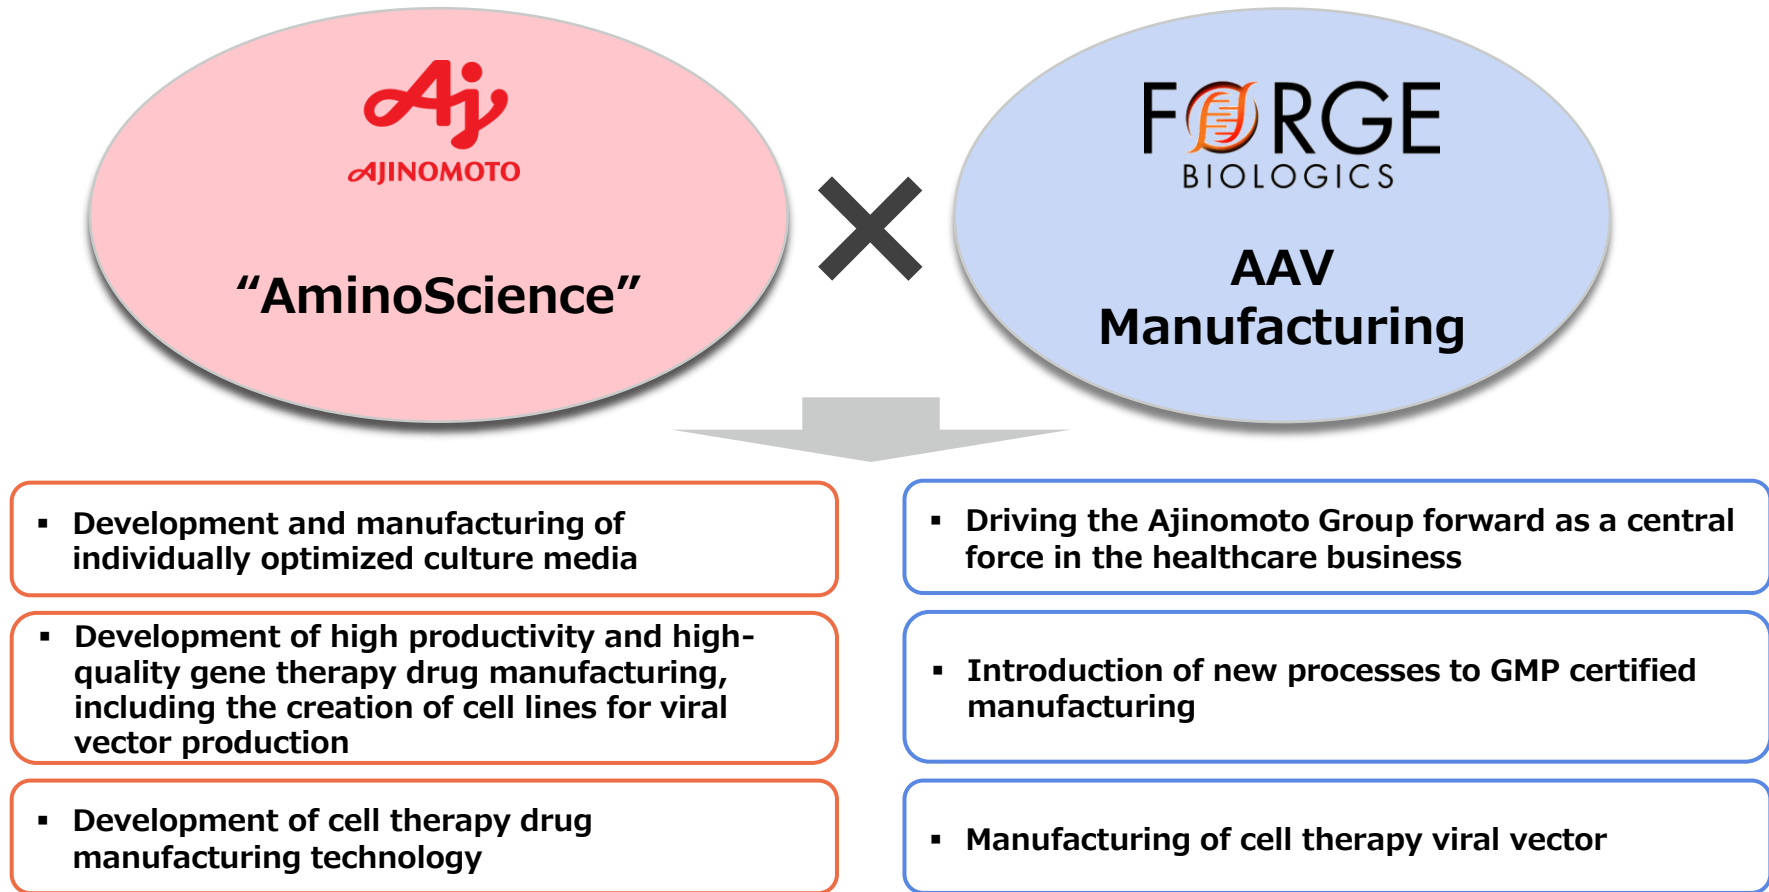 Aj
AJINOMOTO
“AminoScience”
FORGE
BIOLOGICS
AAV
Manufacturing
▪ Development and manufacturing of
individually optimized culture media
▪ Development of high productivity and high-
quality gene therapy drug manufacturing,
including the creation of cell lines for viral
vector production
▪ Development of cell therapy drug
manufacturing technology
▪ Driving the Ajinomoto Group forward as a central
force in the healthcare business
▪ Introduction of new processes to GMP certified
manufacturing
▪ Manufacturing of cell therapy viral vector